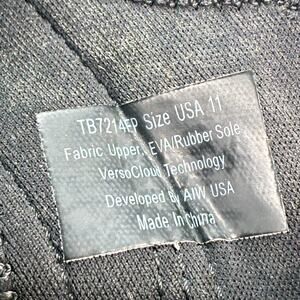 TB7214FP Size USA 11
Fabric Upper, EVA/Rubber Sole
VersoCloud Technology
Developed By AIW USA
Made In China